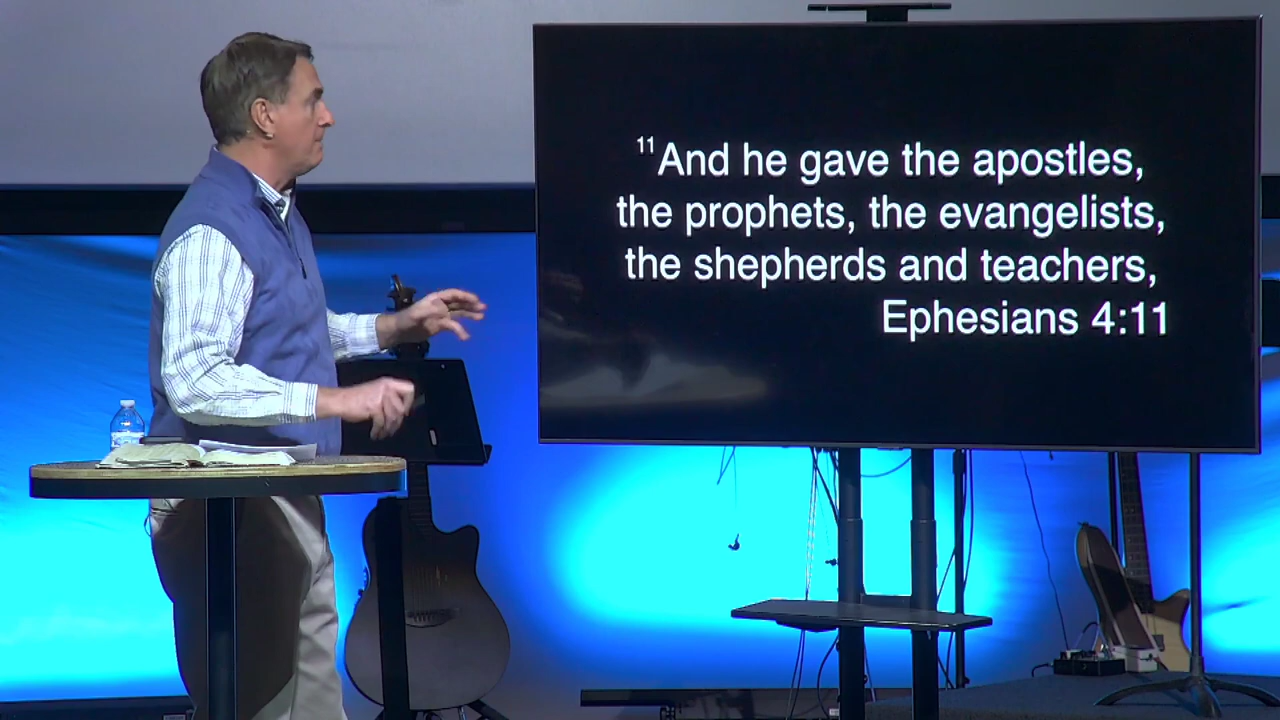 11And he gave the apostles,
the prophets, the evangelists,
the shepherds and teachers,
Ephesians 4:11